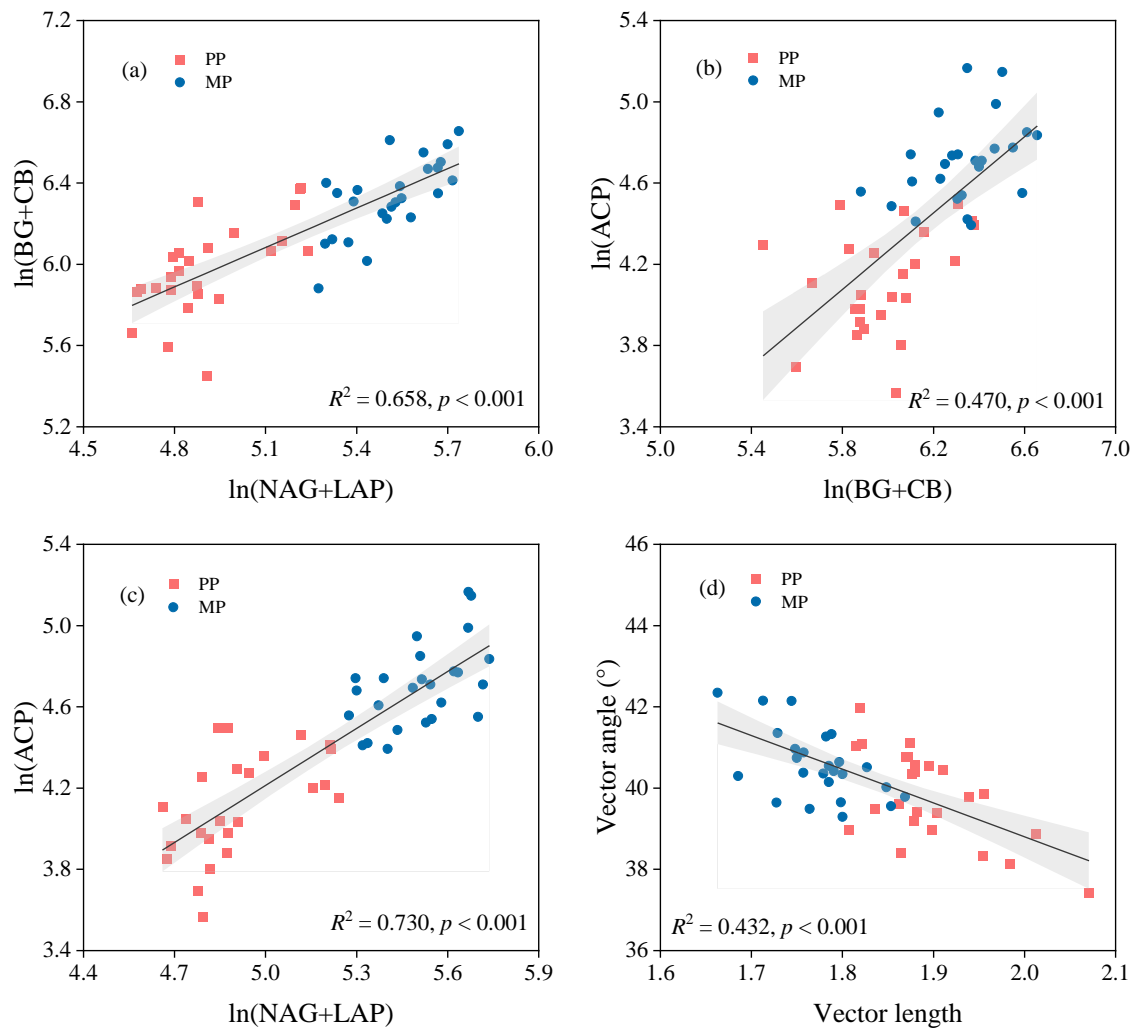 (a)
PP
MP
7.2
6.8
6.4
6.0
5.6
5.2
ln(BG+CB)
R² = 0.658, p < 0.001
4.5 4.8 5.1 5.4 5.7 6.0
ln(NAG+LAP)
(b)
PP
MP
5.4
5.0
4.6
4.2
3.8
3.4
ln(ACP)
R² = 0.470, p < 0.001
5.0 5.4 5.8 6.2 6.6 7.0
ln(BG+CB)
(c)
PP
MP
5.4
5.0
4.6
4.2
3.8
3.4
ln(ACP)
R² = 0.730, p < 0.001
4.4 4.7 5.0 5.3 5.6 5.9
ln(NAG+LAP)
(d)
PP
MP
46
44
42
40
38
36
Vector angle (°)
R² = 0.432, p < 0.001
1.6 1.7 1.8 1.9 2.0 2.1
Vector length